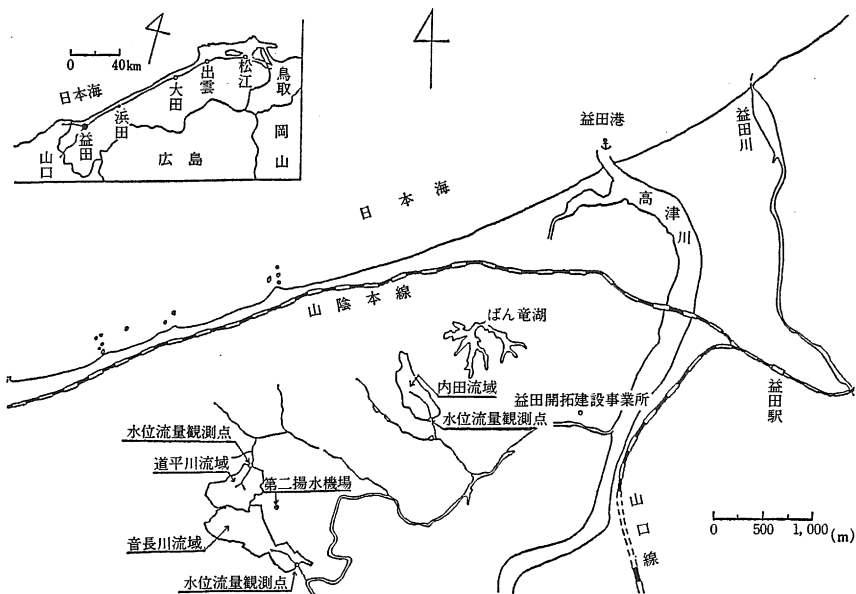 0 40km
日本海
松江
出雲
大田
浜田
益田
山口
広島
岡山
鳥取
益田港
益田川
高津川
日本海
山陰本線
ばん竜湖
内田流域
益田開拓建設事業所
水位流量観測点
益田駅
水位流量観測点
道平川流域
第二揚水機場
音長川流域
水位流量観測点
山口線
0 500 1,000 (m)